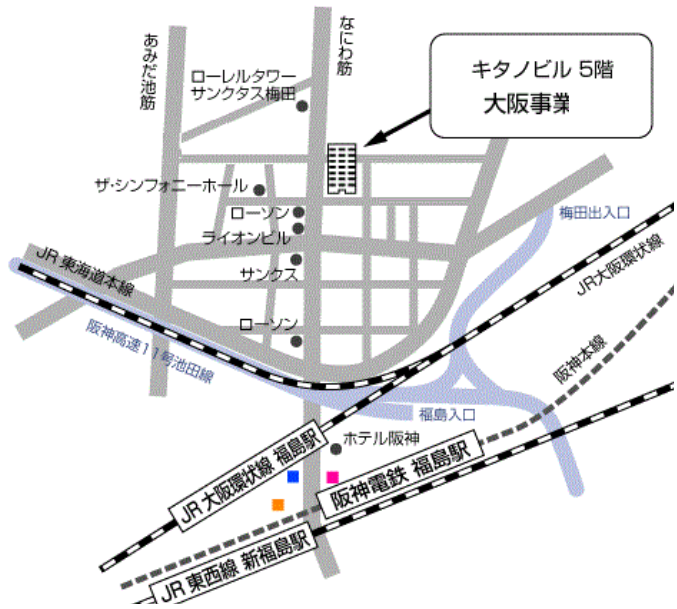 あみだ池筋
なにわ筋
ローレルタワー
サンクタス梅田
キタノビル 5階
大阪事業
ザ・シンフォニーホール
ローソン
ライオンビル
サンクス
ローソン
梅田出入口
JR大阪環状線
JR東海道本線
阪神高速11号池田線
阪神本線
福島入口
ホテル阪神
JR大阪環状線 福島駅
阪神電鉄 福島駅
JR東西線 新福島駅